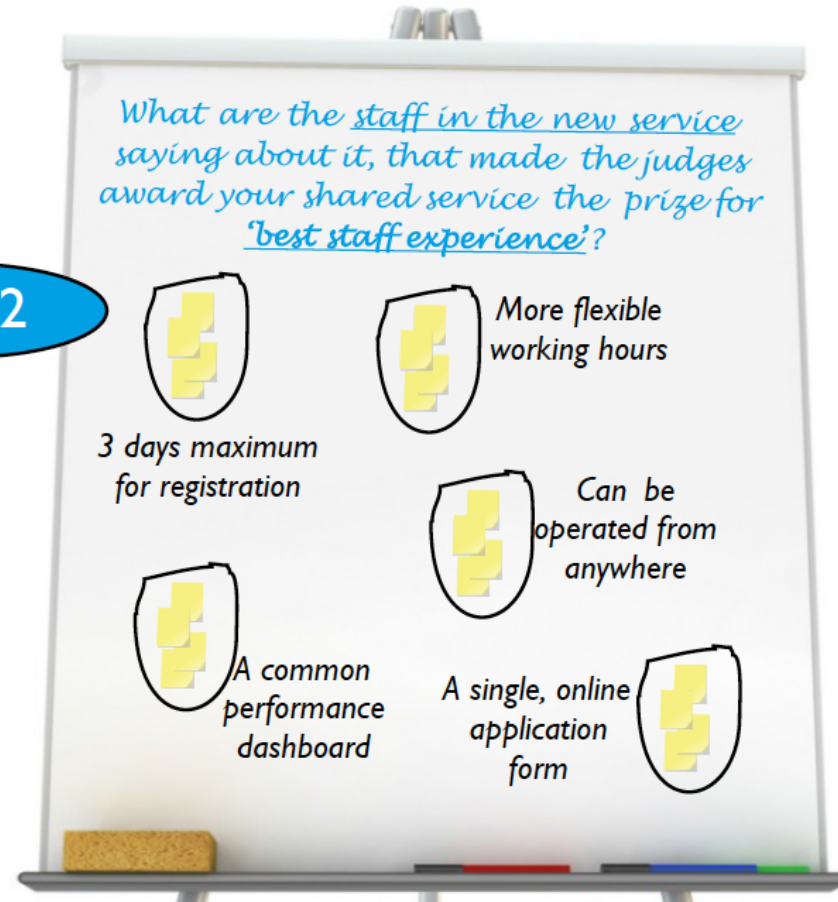 What are the staff in the new service
saying about it, that made the judges
award your shared service the prize for
'best staff experience'?
2
More flexible
working hours
3 days maximum
for registration
Can be
operated from
anywhere
A common
performance
dashboard
A single, online
application
form